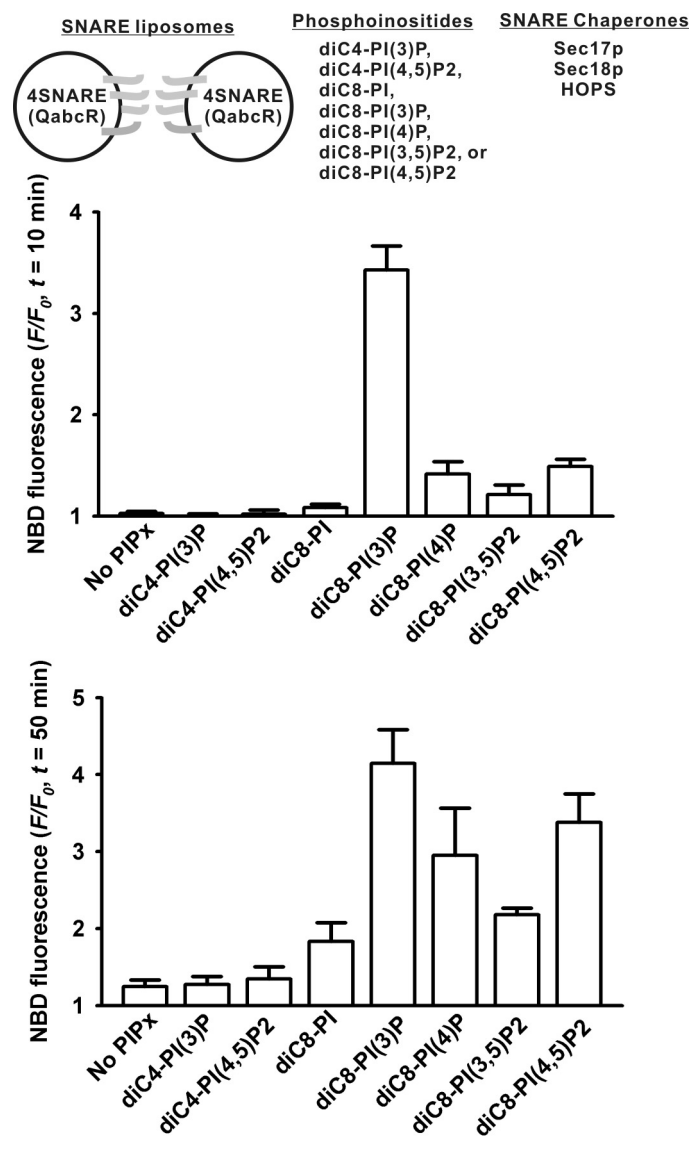 SNARE liposomes
4SNARE
(QabcR)
4SNARE
(QabcR)
Phosphoinositides
diC4-PI(3)P,
diC4-PI(4,5)P2,
diC8-PI,
diC8-PI(3)P,
diC8-PI(4)P,
diC8-PI(3,5)P2, or
diC8-PI(4,5)P2
SNARE Chaperones
Sec17p
Sec18p
HOPS
NBD fluorescence (F/F0, t = 10 min)
4
3
2
1
No PIPx
diC4-PI(3)P
diC4-PI(4,5)P2
diC8-PI
diC8-PI(3)P
diC8-PI(4)P
diC8-PI(3,5)P2
diC8-PI(4,5)P2
NBD fluorescence (F/F0, t = 50 min)
5
4
3
2
1
No PIPx
diC4-PI(3)P
diC4-PI(4,5)P2
diC8-PI
diC8-PI(3)P
diC8-PI(4)P
diC8-PI(3,5)P2
diC8-PI(4,5)P2